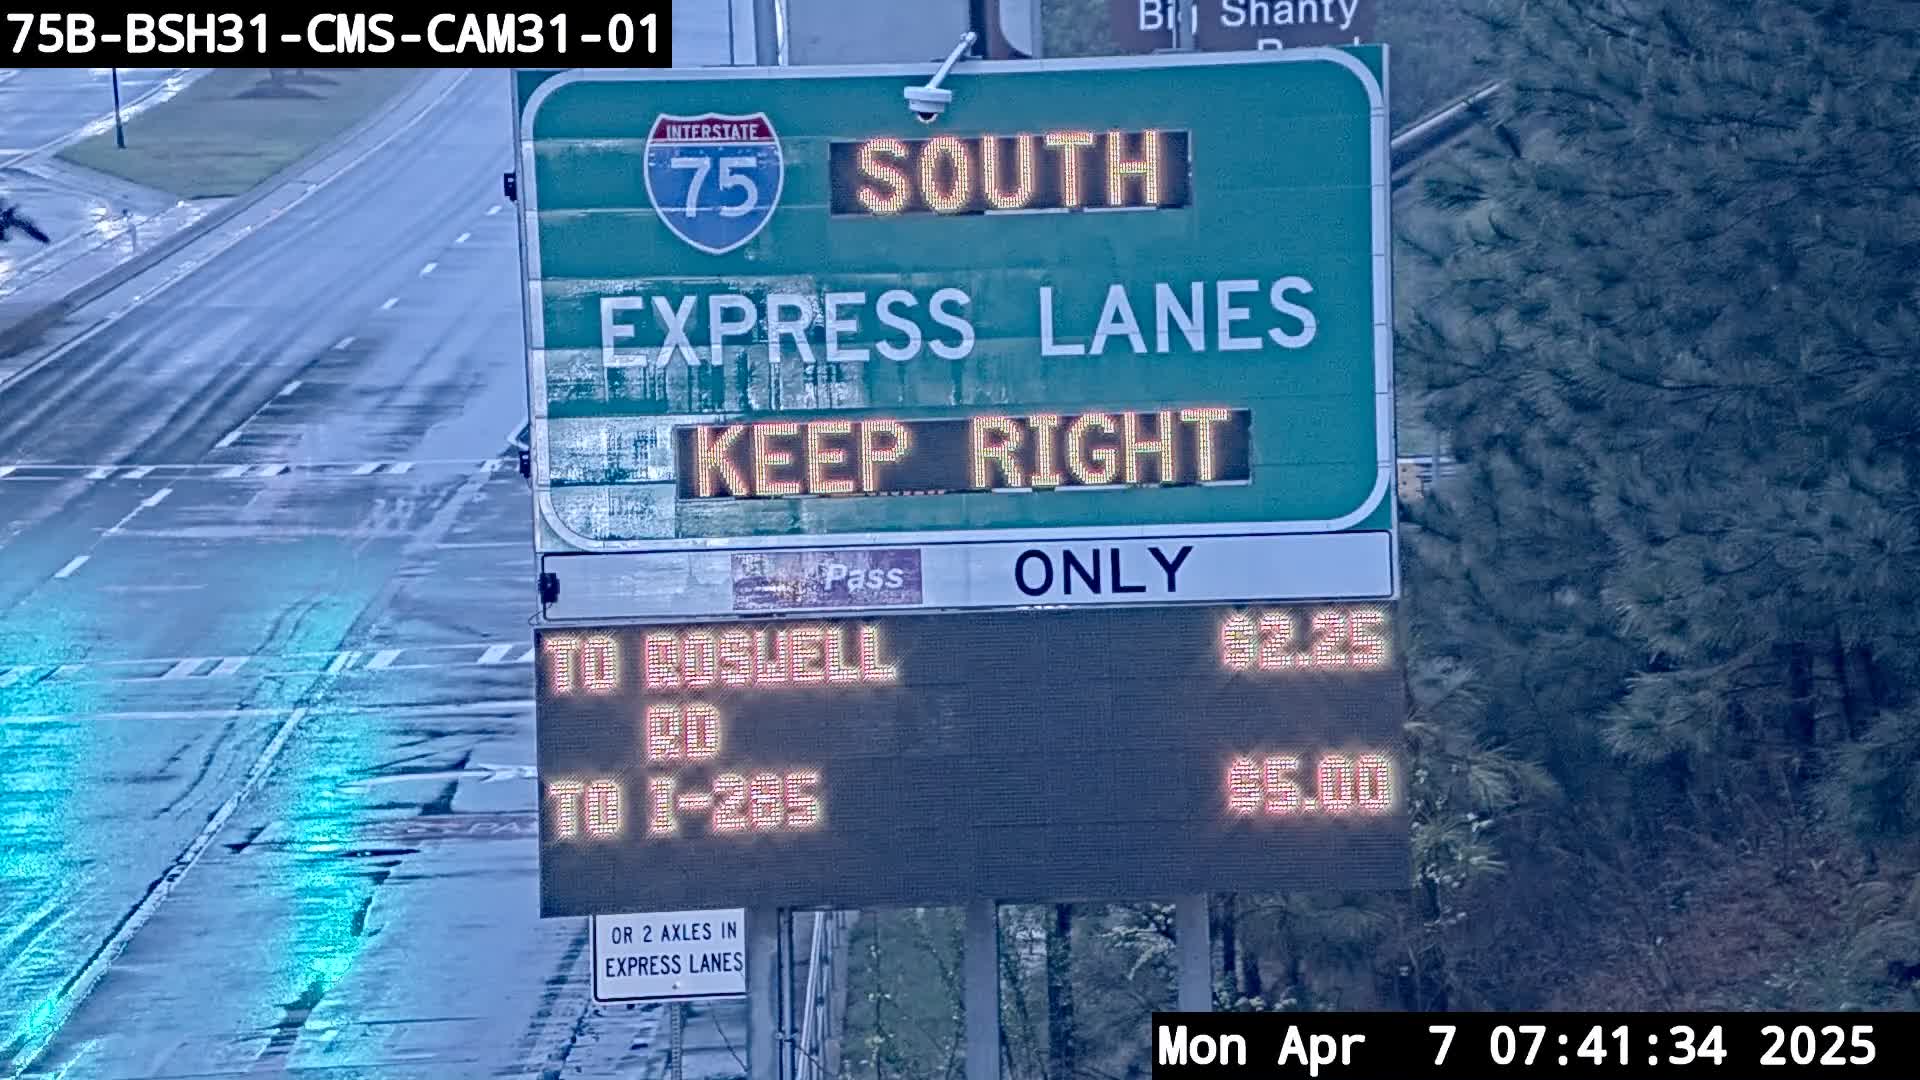 75B-BSH31-CMS-CAM31-01
Big Shanty
INTERSTATE
75
SOUTH
EXPRESS LANES
KEEP RIGHT
Pass ONLY
TO ROSWELL $2.25
RD
TO I-285 $5.00
OR 2 AXLES IN
EXPRESS LANES
Mon Apr 7 07:41:34 2025